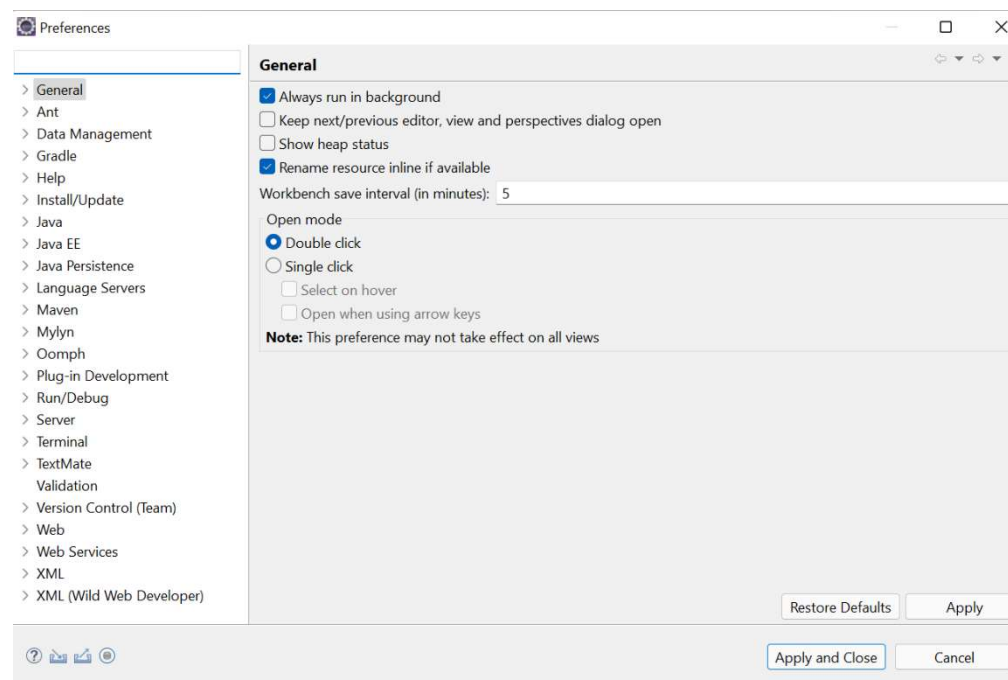 Preferences
General
Ant
Data Management
Gradle
Help
Install/Update
Java
Java EE
Java Persistence
Language Servers
Maven
Mylyn
Oomph
Plug-in Development
Run/Debug
Server
Terminal
TextMate
Validation
Version Control (Team)
Web
Web Services
XML
XML (Wild Web Developer)
General
Always run in background
Keep next/previous editor, view and perspectives dialog open
Show heap status
Rename resource inline if available
Workbench save interval (in minutes): 5
Open mode
Double click
Single click
Select on hover
Open when using arrow keys
Note: This preference may not take effect on all views
Restore Defaults Apply
Apply and Close Cancel